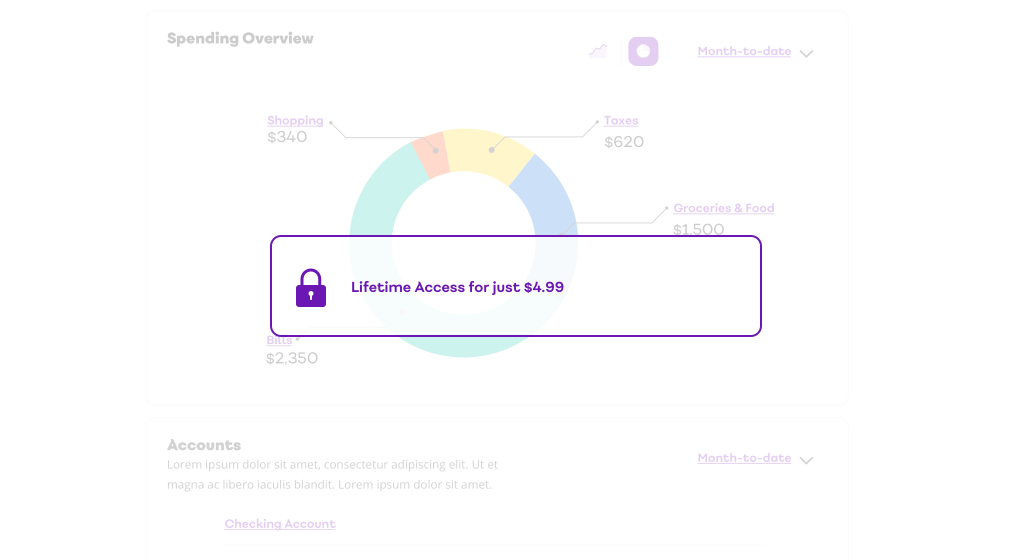 Spending Overview
Month-to-date
Shopping
$340
Taxes
$620
Groceries & Food
$1,500
Lifetime Access for just $4.99
Bills
$2,350
Accounts
Lorem ipsum dolor sit amet, consectetur adipiscing elit. Ut et
magna ac libero iaculis blandit. Lorem ipsum dolor sit amet.
Month-to-date
Checking Account